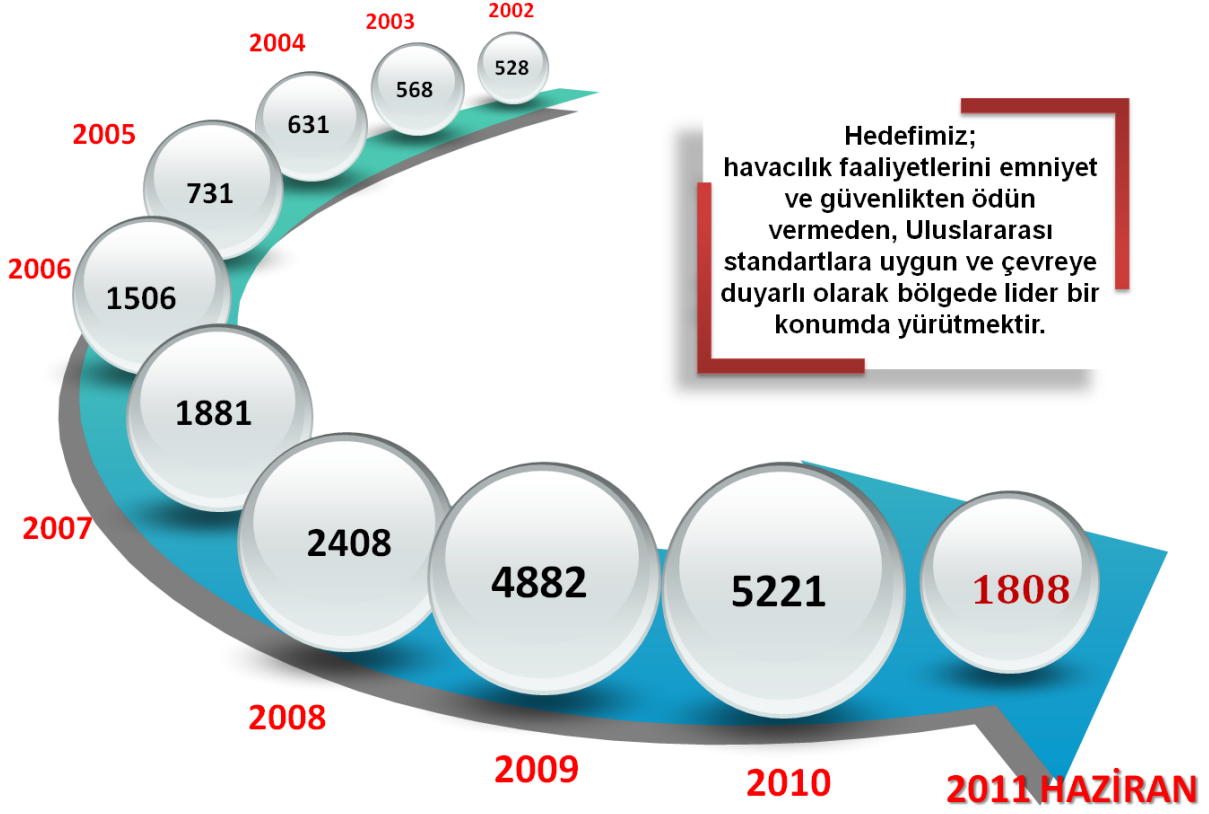 2002
528
2003
568
2004
631
2005
731
2006
1506
2007
1881
2008
2408
2009
4882
2010
5221
2011 HAZİRAN
1808
Hedefimiz;
havacılık faaliyetlerini emniyet
ve güvenlikten ödün
vermeden, Uluslararası
standartlara uygun ve çevreye
duyarlı olarak bölgede lider bir
konumda yürütmektir.